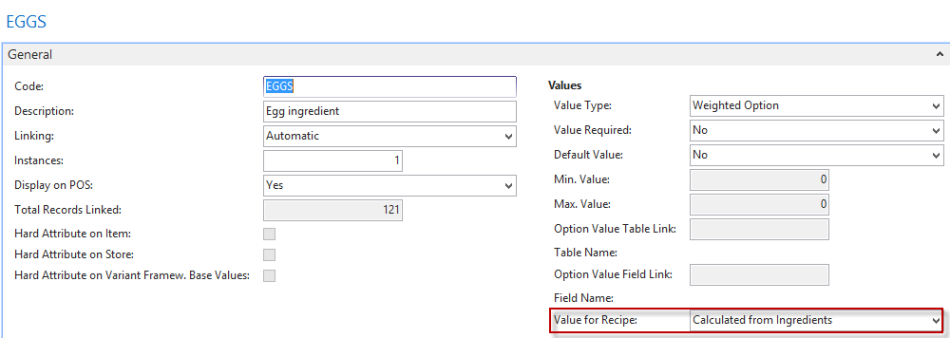 EGGS
General
Code: EGGS
Description: Egg ingredient
Linking: Automatic
Instances: 1
Display on POS: Yes
Total Records Linked: 121
Hard Attribute on Item:
Hard Attribute on Store:
Hard Attribute on Variant Framew. Base Values:
Values
Value Type: Weighted Option
Value Required: No
Default Value: No
Min. Value: 0
Max. Value: 0
Option Value Table Link:
Table Name:
Option Value Field Link:
Field Name:
Value for Recipe: Calculated from Ingredients